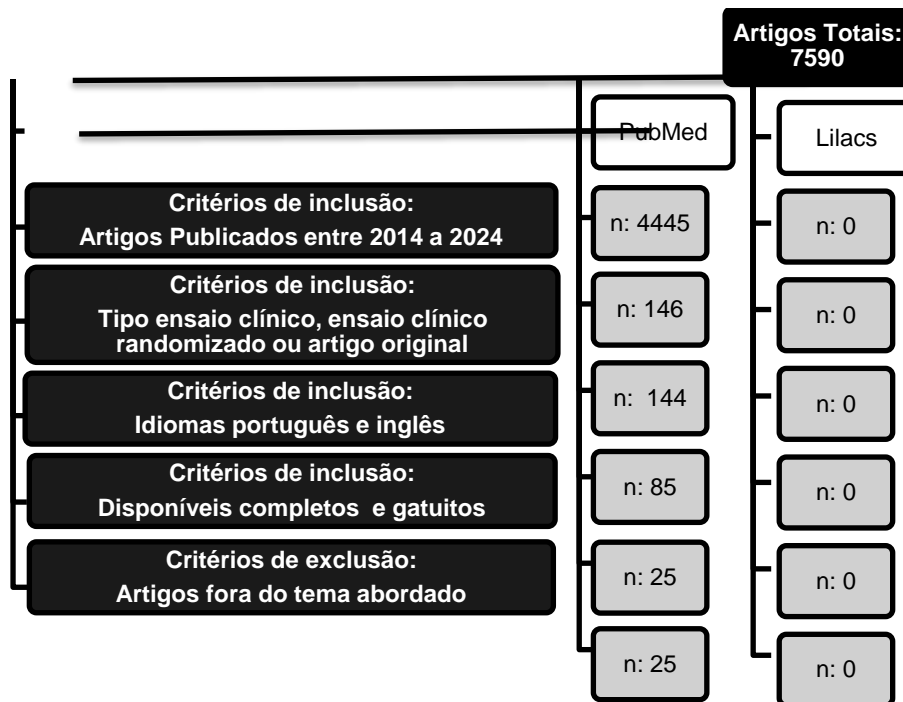 Artigos Totais:
7590
PubMed
Lilacs
Critérios de inclusão:
Artigos Publicados entre 2014 a 2024
n: 4445
n: 0
Critérios de inclusão:
Tipo ensaio clínico, ensaio clínico
randomizado ou artigo original
n: 146
n: 0
Critérios de inclusão:
Idiomas português e inglês
n: 144
n: 0
Critérios de inclusão:
Disponíveis completos e gatuitos
n: 85
n: 0
Critérios de exclusão:
Artigos fora do tema abordado
n: 25
n: 0
n: 25
n: 0